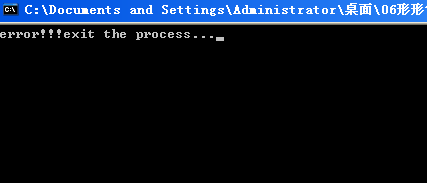 C:\Documents and Settings\Administrator\桌面\06形形
error!!!exit the process...